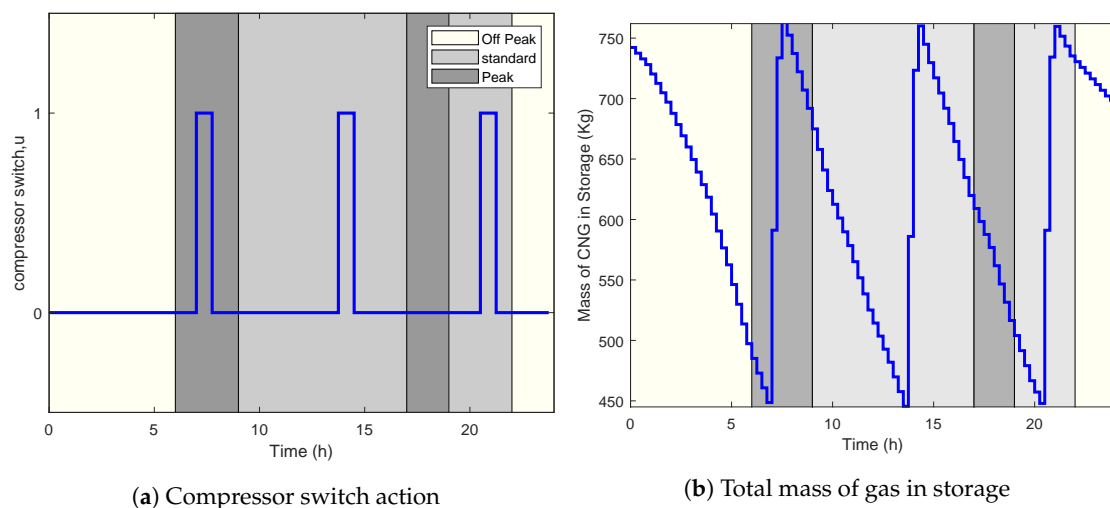 Off Peak
standard
Peak
compressor switch,u
1
0
0 5 10 15 20
Time (h)
(a) Compressor switch action
Mass of CNG in Storage (Kg)
750
700
650
600
550
500
450
0 5 10 15 20
Time (h)
(b) Total mass of gas in storage